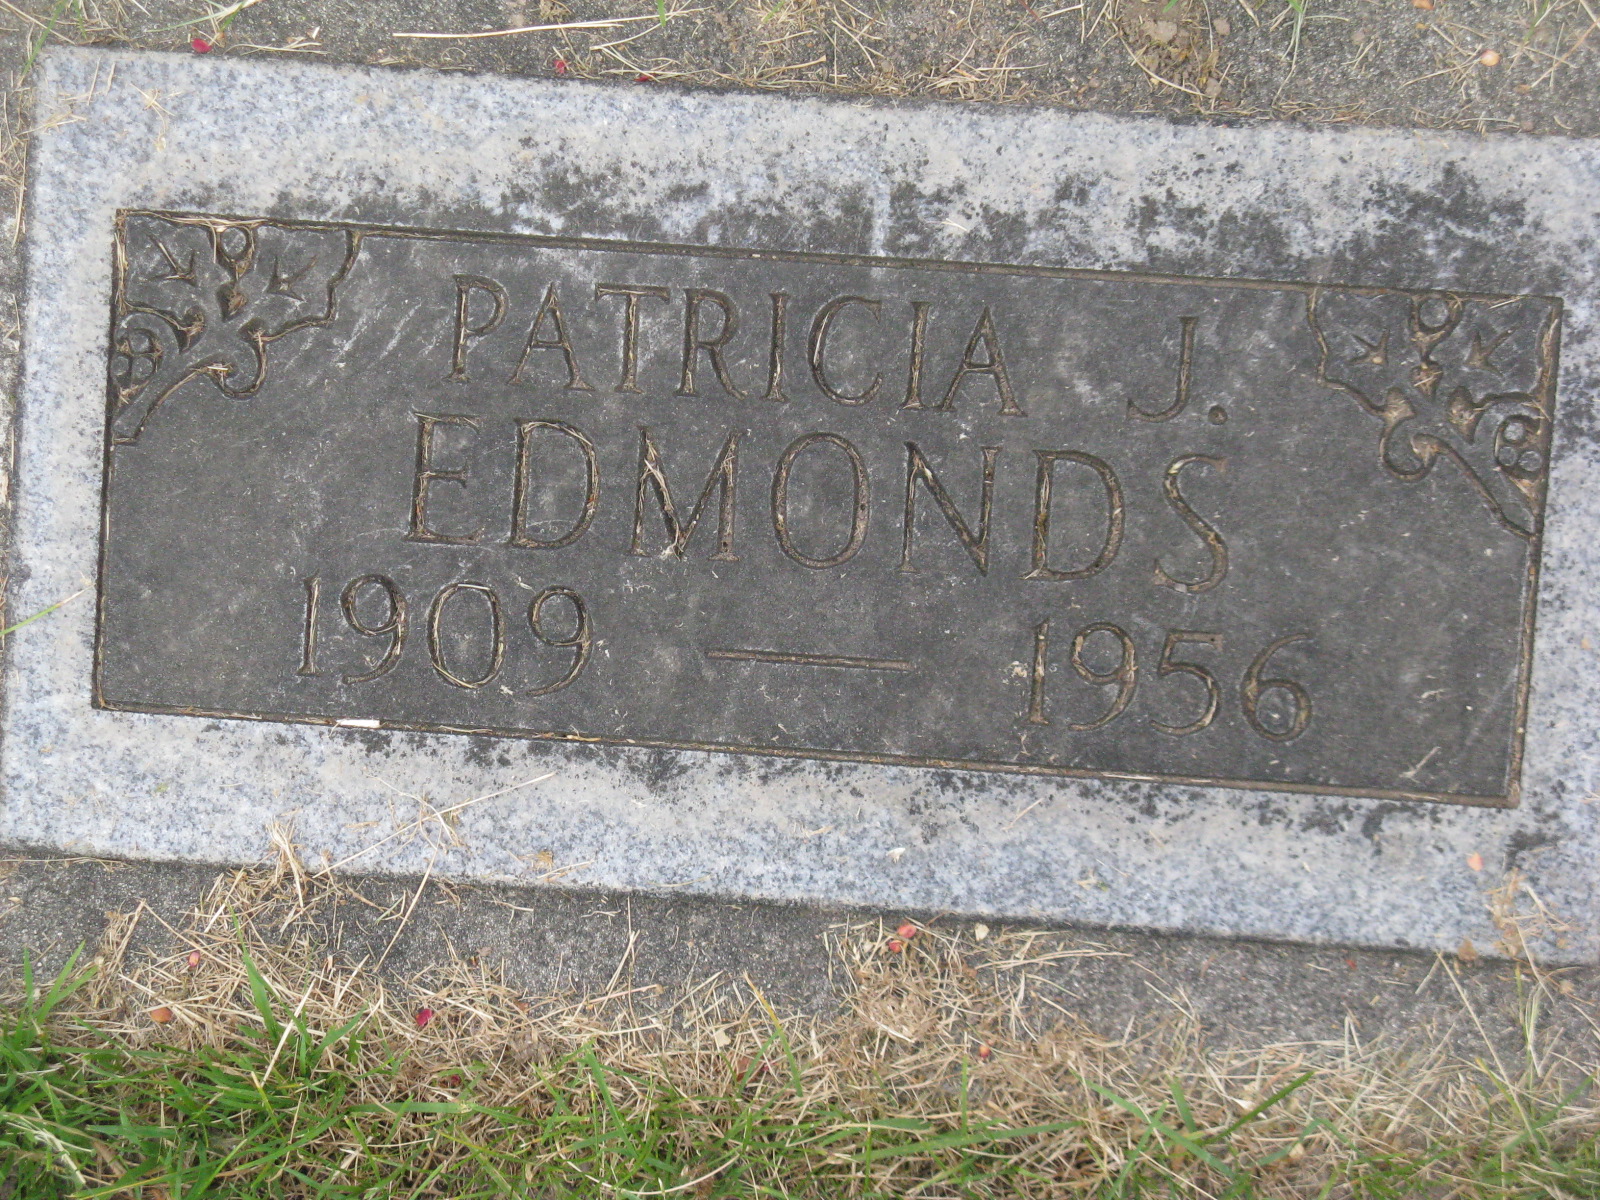 PATRICIA J.
EDMONDS
1909 — 1956